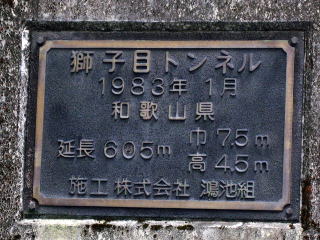 獅子目トンネル
1983年 1月
和歌山県
延長 605m 巾 7.5m
高 4.5m
施工 株式会社 鴻池組